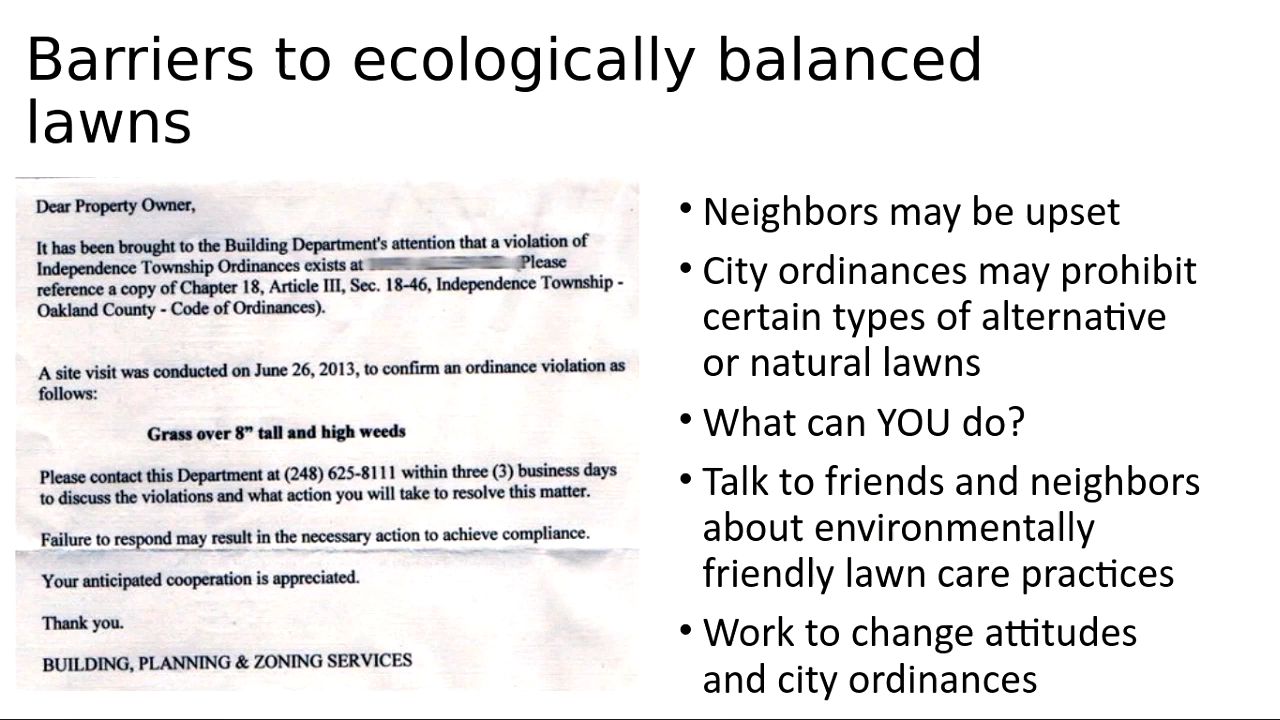 Barriers to ecologically balanced
lawns
Dear Property Owner,
It has been brought to the Building Department's attention that a violation of
Independence Township Ordinances exists at Please
reference a copy of Chapter 18, Article III, Sec. 18-46, Independence Township -
Oakland County - Code of Ordinances).
A site visit was conducted on June 26, 2013, to confirm an ordinance violation as
follows:
Grass over 8” tall and high weeds
Please contact this Department at (248) 625-8111 within three (3) business days
to discuss the violations and what action you will take to resolve this matter.
Failure to respond may result in the necessary action to achieve compliance.
Your anticipated cooperation is appreciated.
Thank you.
BUILDING, PLANNING & ZONING SERVICES
• Neighbors may be upset
• City ordinances may prohibit
certain types of alternative
or natural lawns
• What can YOU do?
• Talk to friends and neighbors
about environmentally
friendly lawn care practices
• Work to change attitudes
and city ordinances